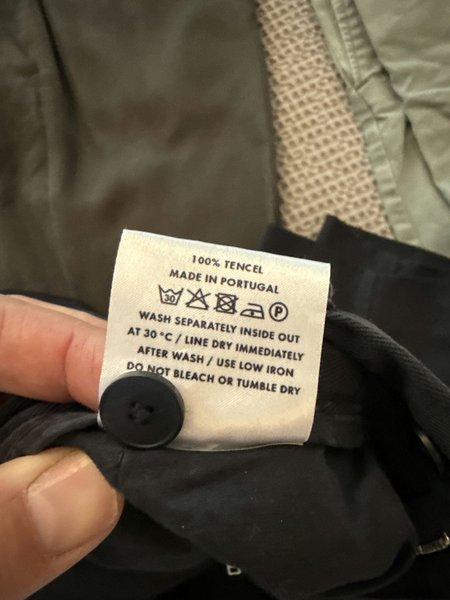 100% TENCEL
MADE IN PORTUGAL
30 P
WASH SEPARATELY INSIDE OUT
AT 30 °C / LINE DRY IMMEDIATELY
AFTER WASH / USE LOW IRON
DO NOT BLEACH OR TUMBLE DRY